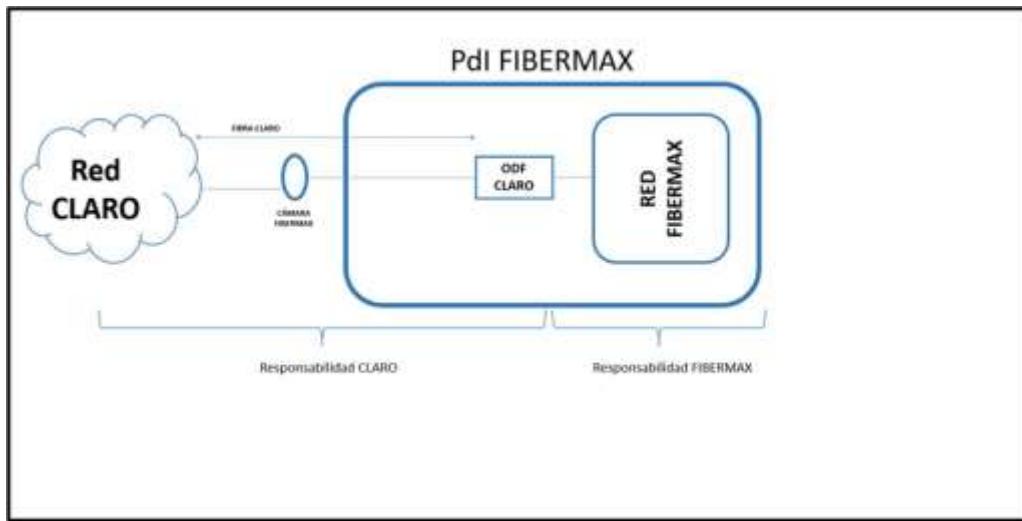 PdI FIBERMAX
FIBRA CLARO
Red
CLARO
ODF
CLARO
RED
FIBERMAX
CÁMARA
FIBERMAX
Responsabilidad CLARO
Responsabilidad FIBERMAX